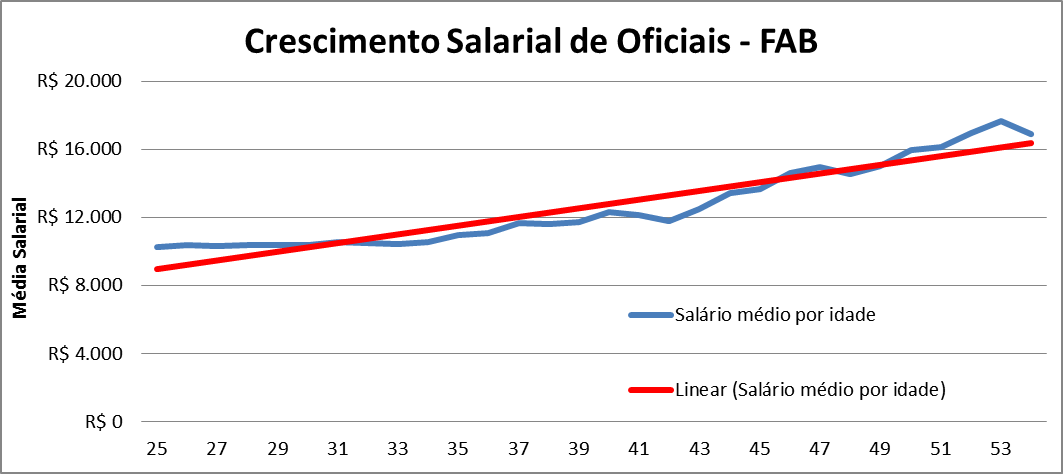 Crescimento Salarial de Oficiais - FAB
R$ 20.000
R$ 16.000
R$ 12.000
R$ 8.000
R$ 4.000
R$ 0
Média Salarial
Salário médio por idade
Linear (Salário médio por idade)
25 27 29 31 33 35 37 39 41 43 45 47 49 51 53